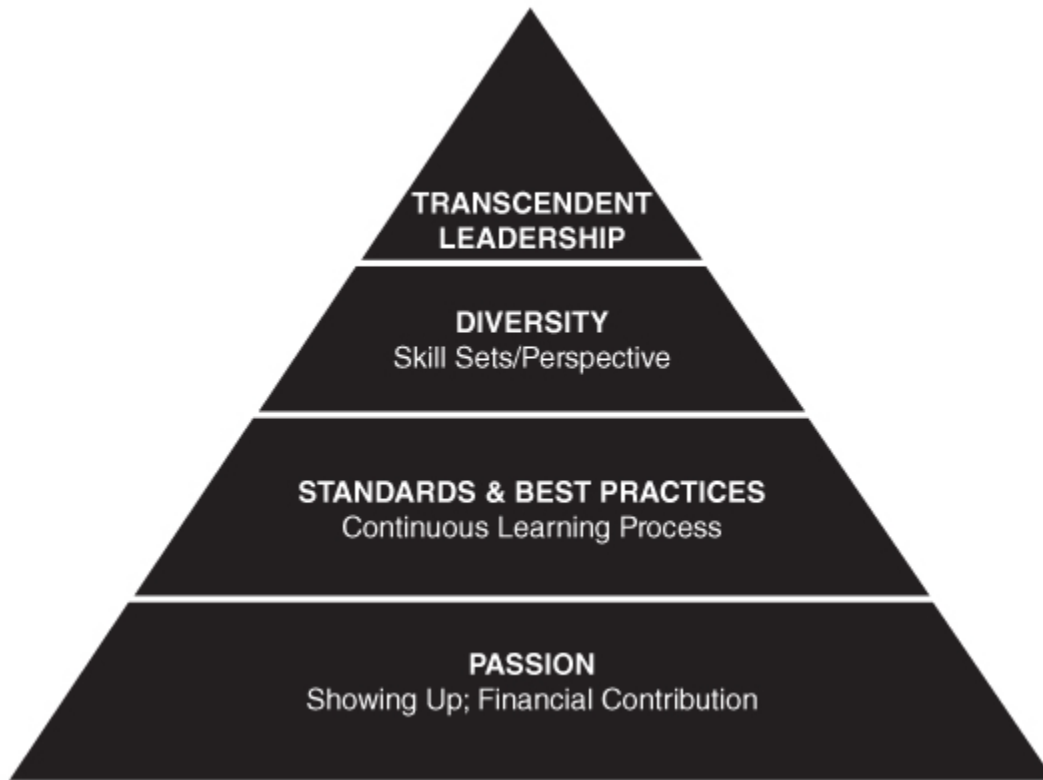 TRANSCENDENT
LEADERSHIP
DIVERSITY
Skill Sets/Perspective
STANDARDS & BEST PRACTICES
Continuous Learning Process
PASSION
Showing Up; Financial Contribution